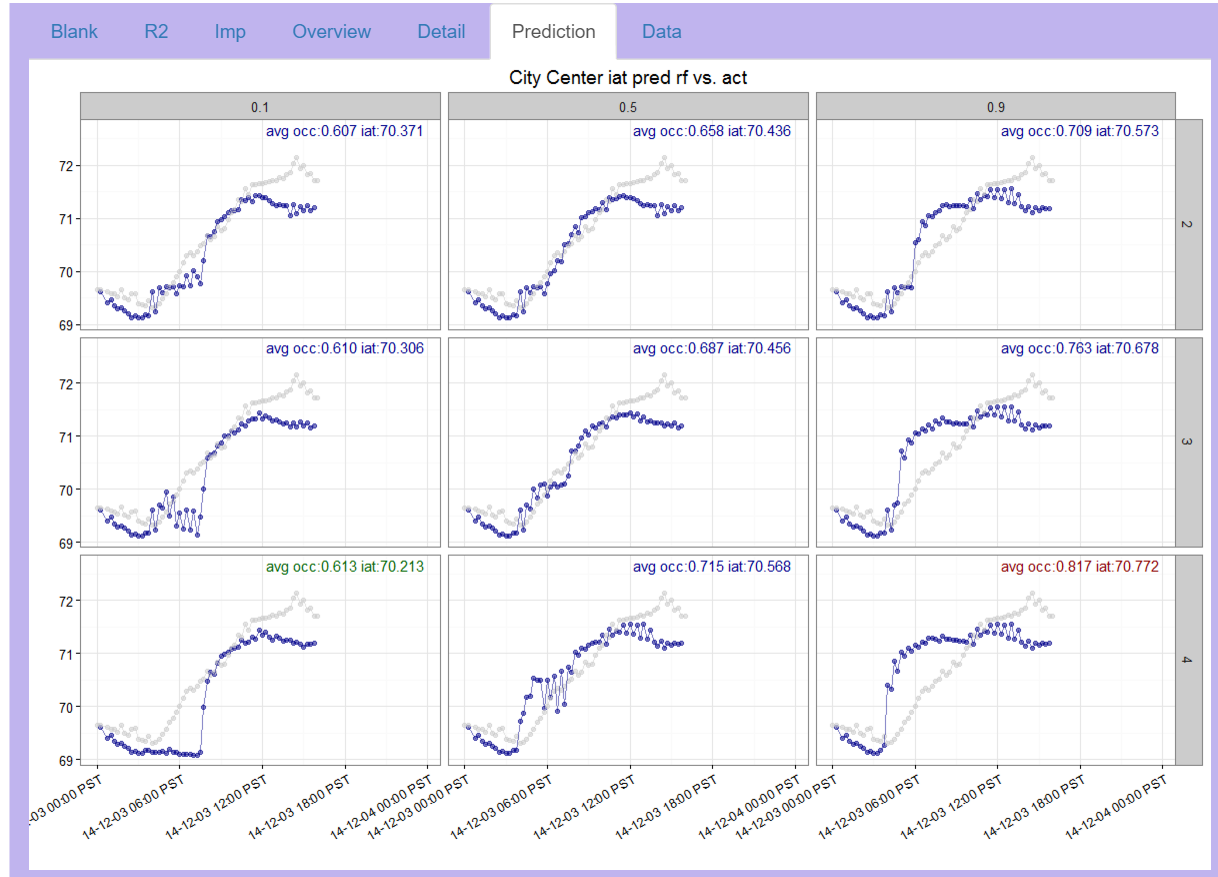 Blank R2 Imp Overview Detail Prediction Data
City Center iat pred rf vs. act
0.1 0.5 0.9
avg occ:0.607 iat:70.371 avg occ:0.658 iat:70.436 avg occ:0.709 iat:70.573
72
71
70
69
2
avg occ:0.610 iat:70.306 avg occ:0.687 iat:70.456 avg occ:0.763 iat:70.678
72
71
70
69
3
avg occ:0.613 iat:70.213 avg occ:0.715 iat:70.568 avg occ:0.817 iat:70.772
72
71
70
69
4
-03 00:00 PST 14-12-03 06:00 PST 14-12-03 12:00 PST 14-12-03 18:00 PST 14-12-04 00:00 PST
14-12-03 00:00 PST 14-12-03 06:00 PST 14-12-03 12:00 PST 14-12-03 18:00 PST 14-12-04 00:00 PST
14-12-03 00:00 PST 14-12-03 06:00 PST 14-12-03 12:00 PST 14-12-03 18:00 PST 14-12-04 00:00 PST